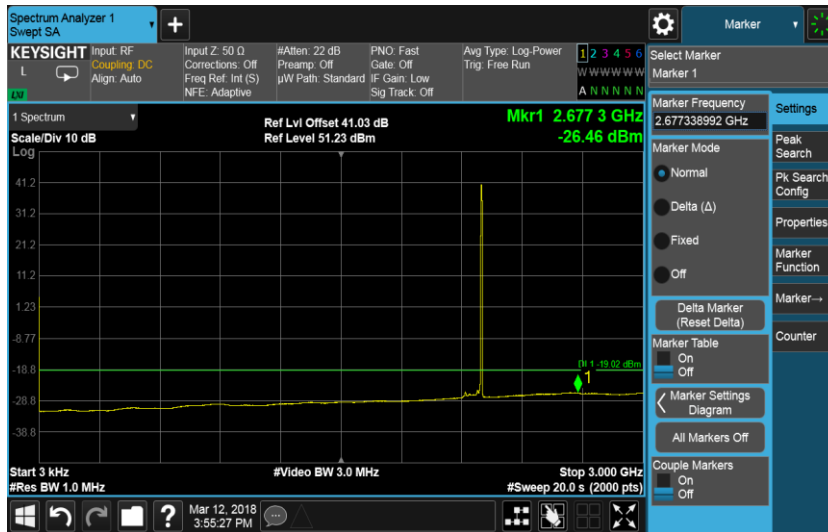 Spectrum Analyzer 1
Swept SA
Marker
KEYSIGHT
L
LXI
Input: RF
Coupling: DC
Align: Auto
Input Z: 50 Ω
Corrections: Off
Freq Ref: Int (S)
NFE: Adaptive
#Atten: 22 dB
Preamp: Off
µW Path: Standard
PNO: Fast
Gate: Off
IF Gain: Low
Sig Track: Off
Avg Type: Log-Power
Trig: Free Run
1 2 3 4 5 6
W W W W W W
A N N N N N
Select Marker
Marker 1
1 Spectrum
Scale/Div 10 dB
Log
Ref Lvl Offset 41.03 dB
Ref Level 51.23 dBm
Mkr1 2.677 3 GHz
-26.46 dBm
41.2
31.2
21.2
11.2
1.23
-8.77
-18.8
-28.8
-38.8
DL1 -19.02 dBm
1
Start 3 kHz
#Res BW 1.0 MHz
#Video BW 3.0 MHz
Stop 3.000 GHz
#Sweep 20.0 s (2000 pts)
Marker Frequency
2.677338992 GHz
Marker Mode
Normal
Delta (Δ)
Fixed
Off
Delta Marker
(Reset Delta)
Marker Table
On
Off
Marker Settings
Diagram
All Markers Off
Couple Markers
On
Off
Settings
Peak
Search
Pk Search
Config
Properties
Marker
Function
Marker→
Counter
?
Mar 12, 2018
3:55:27 PM